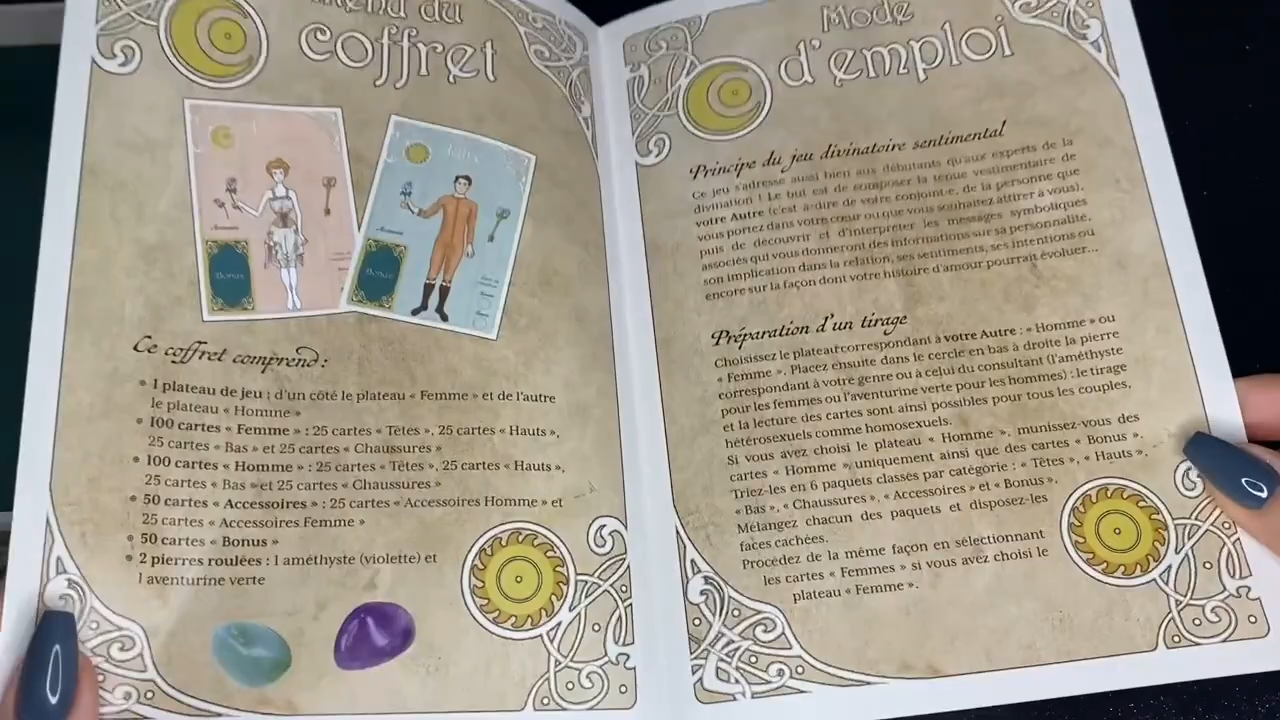 du
coffret
Bonus
Bonus
Ce coffret comprend :
• 1 plateau de jeu : d'un côté le plateau « Femme » et de l'autre
le plateau « Homme »
• 100 cartes « Femme » : 25 cartes « Têtes », 25 cartes « Hauts »,
25 cartes « Bas » et 25 cartes « Chaussures »
• 100 cartes « Homme » : 25 cartes « Têtes », 25 cartes « Hauts »,
25 cartes « Bas » et 25 cartes « Chaussures »
• 50 cartes « Accessoires » : 25 cartes « Accessoires Homme » et
25 cartes « Accessoires Femme »
• 50 cartes « Bonus »
• 2 pierres roulées : 1 améthyste (violette) et
1 aventurine verte
Mode
d'emploi
Principe du jeu divinatoire sentimental
Ce jeu s'adresse aussi bien aux débutants qu'aux experts de la
divination ! Le but est de composer la tenue vestimentaire de
votre Autre (c'est-à-dire de votre conjoint·e, de la personne que
vous portez dans votre cœur ou que vous souhaitez attirer à vous),
puis de découvrir et d'interpréter les messages symboliques
associés qui vous donneront des informations sur sa personnalité,
son implication dans la relation, ses sentiments, ses intentions ou
encore sur la façon dont votre histoire d'amour pourrait évoluer...
Préparation d'un tirage
Choisissez le plateau correspondant à votre Autre : « Homme » ou
« Femme ». Placez ensuite dans le cercle en bas à droite la pierre
correspondant à votre genre ou à celui du consultant (l'améthyste
pour les femmes ou l'aventurine verte pour les hommes) : le tirage
et la lecture des cartes sont ainsi possibles pour tous les couples,
hétérosexuels comme homosexuels.
Si vous avez choisi le plateau « Homme », munissez-vous des
cartes « Homme » uniquement ainsi que des cartes « Bonus ».
Triez-les en 6 paquets classés par catégorie : « Têtes », « Hauts »,
« Bas », « Chaussures », « Accessoires » et « Bonus ».
Mélangez chacun des paquets et disposez-les
faces cachées.
Procédez de la même façon en sélectionnant
les cartes « Femmes » si vous avez choisi le
plateau « Femme ».